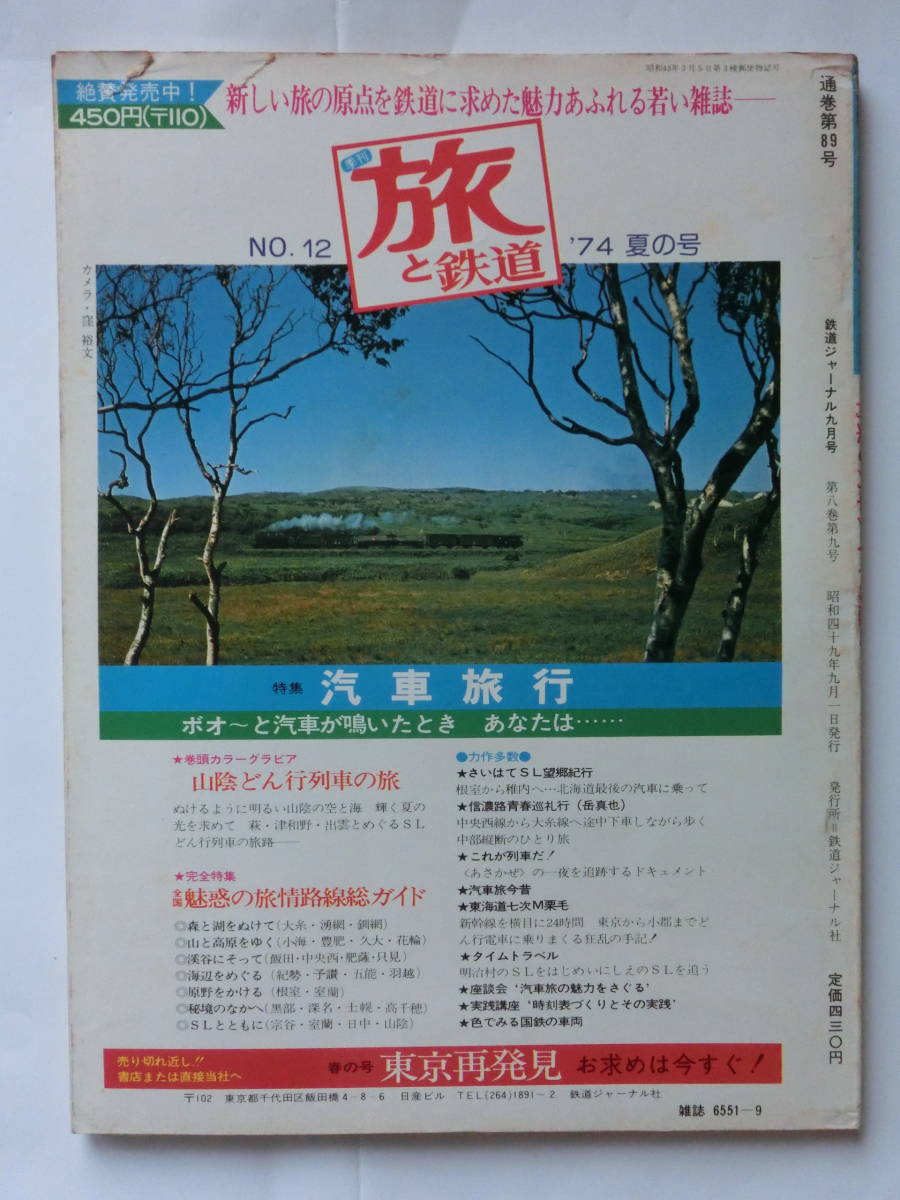 昭和43年3月5日第3種郵便物認可
絶賛発売中!
450円(〒110)
新しい旅の原点を鉄道に求めた魅力あふれる若い雑誌――
季刊
旅
と鉄道
NO. 12
'74 夏の号
カメラ・窪 裕文
特集 汽車旅行
ボオ〜と汽車が鳴いたとき あなたは……
★巻頭カラーグラビア
山陰どん行列車の旅
ぬけるように明るい山陰の空と海 輝く夏の
光を求めて 萩・津和野・出雲とめぐるSL
どん行列車の旅路――
★完全特集
全国 魅惑の旅情路線総ガイド
◎森と湖をぬけて(大糸・湧網・釧網)
◎山と高原をゆく(小海・豊肥・久大・花輪)
◎渓谷にそって(飯田・中央西・肥薩・只見)
◎海辺をめぐる(紀勢・予讃・五能・羽越)
◎原野をかける(根室・室蘭)
◎秘境のなかへ(黒部・深名・士幌・高千穂)
◎SLとともに(宗谷・室蘭・日中・山陰)
●力作多数●
★さいはてSL望郷紀行
根室から稚内へ…北海道最後の汽車に乗って
★信濃路青春巡礼行(岳真也)
中央西線から大糸線へ途中下車しながら歩く
中部縦断のひとり旅
★これが列車だ!
〈あさかぜ〉の一夜を追跡するドキュメント
★汽車旅今昔
★東海道七次M栗毛
新幹線を横目に24時間 東京から小郡までど
ん行電車に乗りまくる狂乱の手記!
★タイムトラベル
明治村のSLをはじめいにしえのSLを追う
★座談会‘汽車旅の魅力をさぐる’
★実践講座‘時刻表づくりとその実践’
★色でみる国鉄の車両
売り切れ近し!!
書店または直接当社へ
春の号 東京再発見 お求めは今すぐ!
〒102 東京都千代田区飯田橋4-8-6 日産ビル TEL(264)1891-2 鉄道ジャーナル社
雑誌 6551-9
通巻第89号
鉄道ジャーナル九月号 第八巻第九号 昭和四十九年九月一日発行 発行所=鉄道ジャーナル社 定価四三〇円